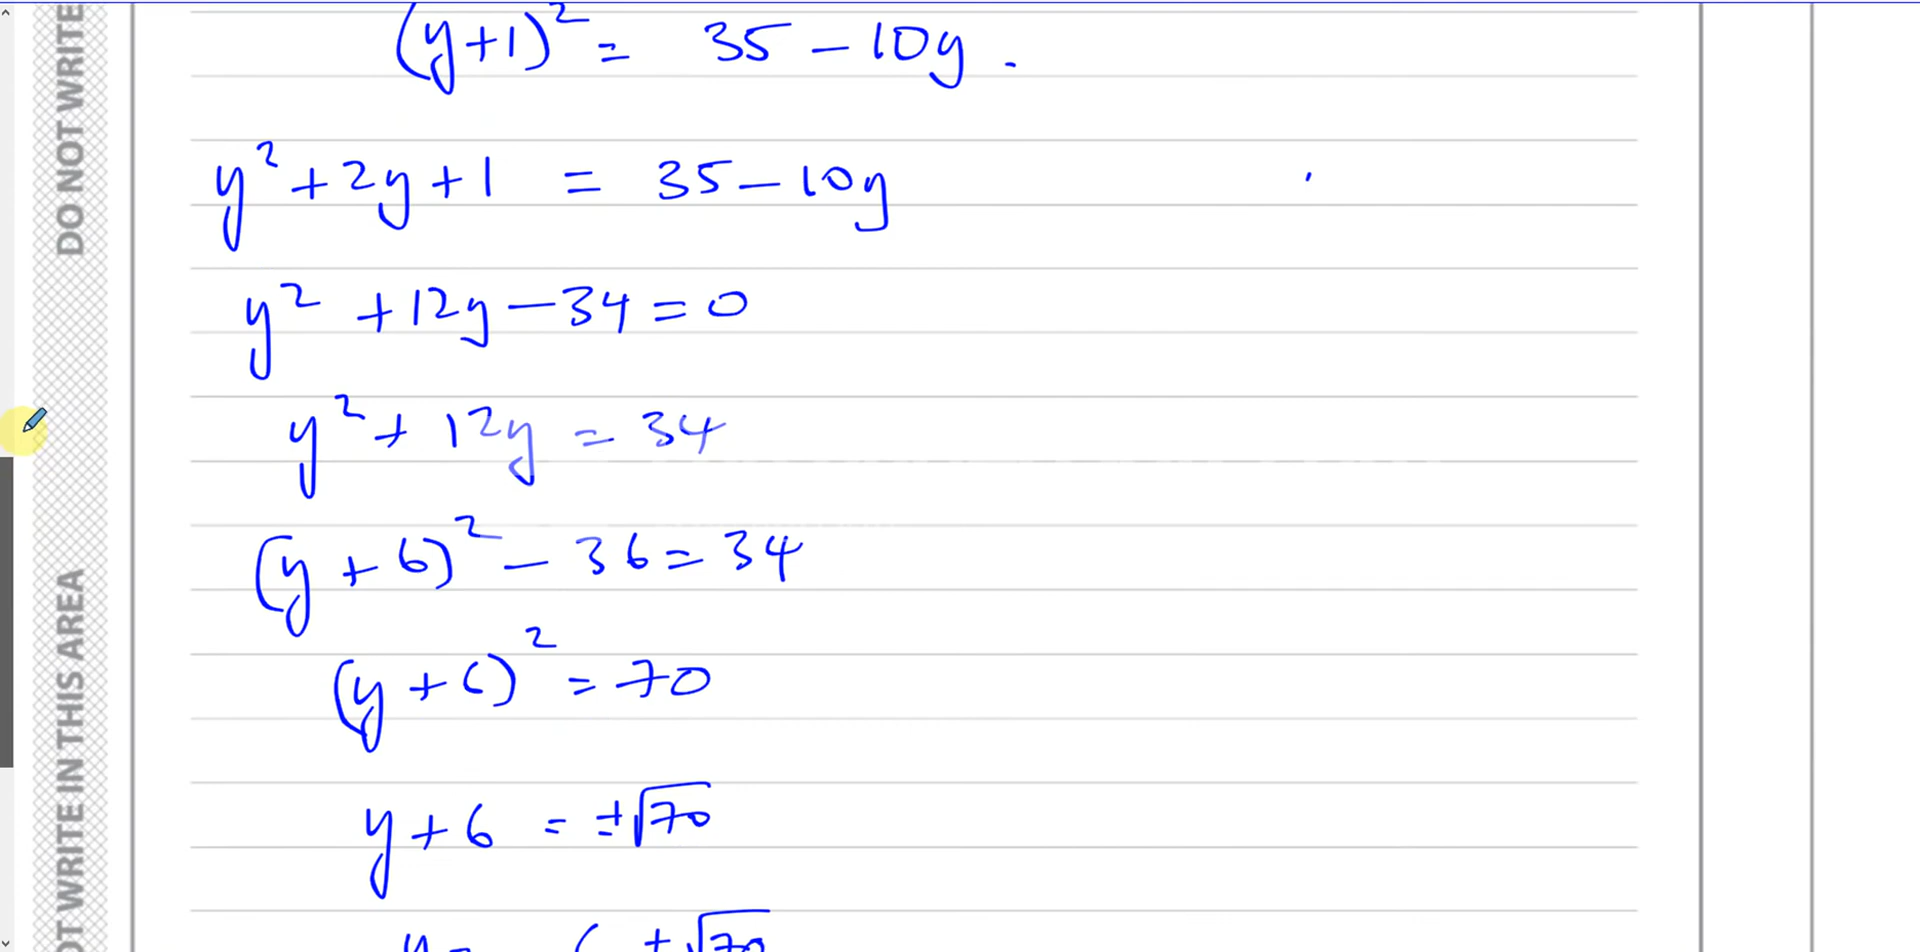 DO NOT WRITE
(y+1)² = 35 – 10y.
y² + 2y + 1 = 35 – 10y
y² + 12y – 34 = 0
y² + 12y = 34
(y + 6)² – 36 = 34
(y + 6)² = 70
y + 6 = ±√70
± √70
OT WRITE IN THIS AREA